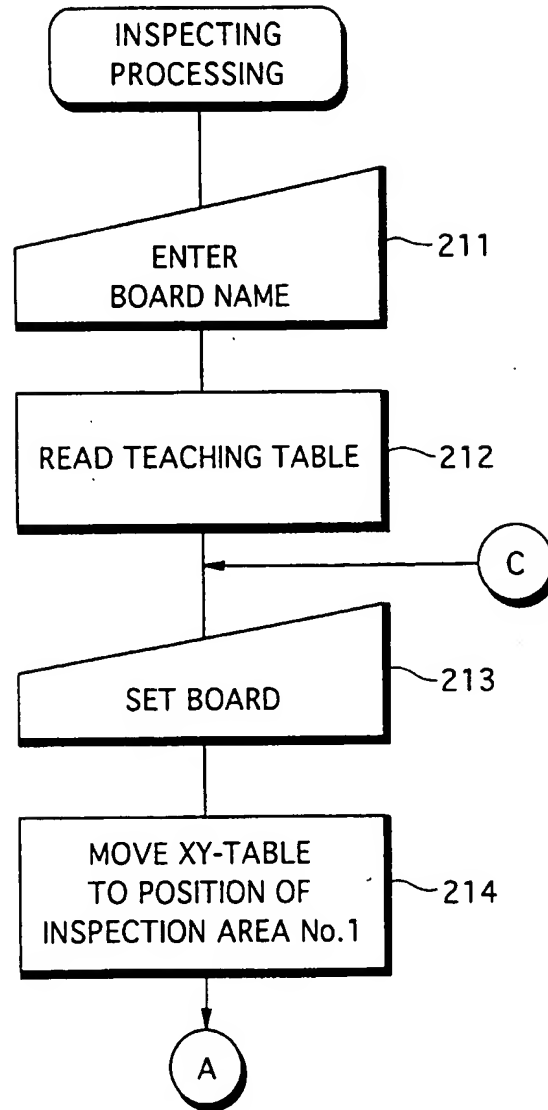 INSPECTING
PROCESSING
ENTER
BOARD NAME
211
READ TEACHING TABLE
212
C
SET BOARD
213
MOVE XY-TABLE
TO POSITION OF
INSPECTION AREA No.1
214
A